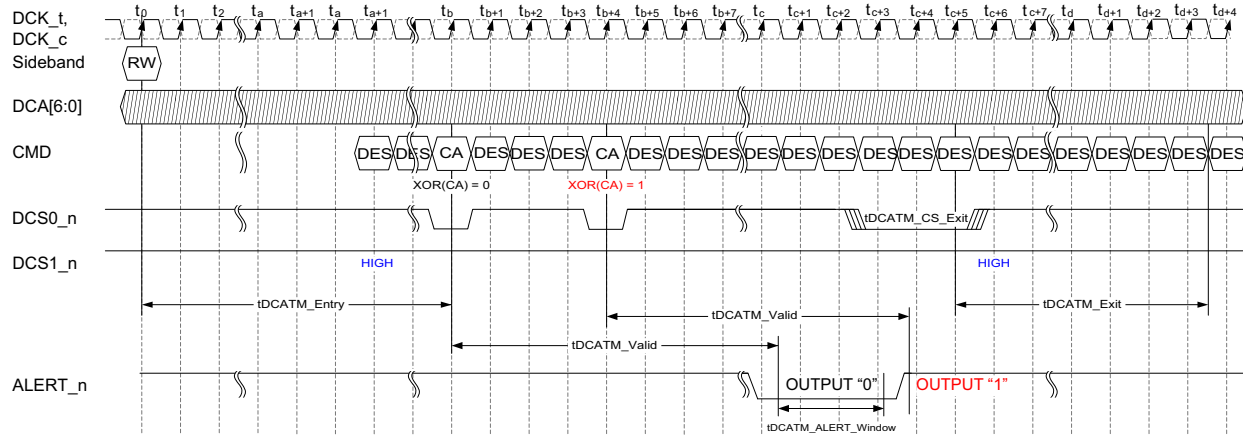 DCK_t, t0 t1 t2 ta ta+1 ta ta+1 tb tb+1 tb+2 tb+3 tb+4 tb+5 tb+6 tb+7 tc tc+1 tc+2 tc+3 tc+4 tc+5 tc+6 tc+7 td td+1 td+2 td+3 td+4
DCK_c
Sideband RW
DCA[6:0]
CMD DES DES CA DES DES DES CA DES DES DES DES DES DES DES DES DES DES DES DES DES DES DES DES
XOR(CA) = 0 XOR(CA) = 1
DCS0_n tDCATM_CS_Exit
DCS1_n
HIGH HIGH
tDCATM_Entry tDCATM_Exit
tDCATM_Valid
tDCATM_Valid
ALERT_n OUTPUT “0” OUTPUT “1”
tDCATM_ALERT_Window